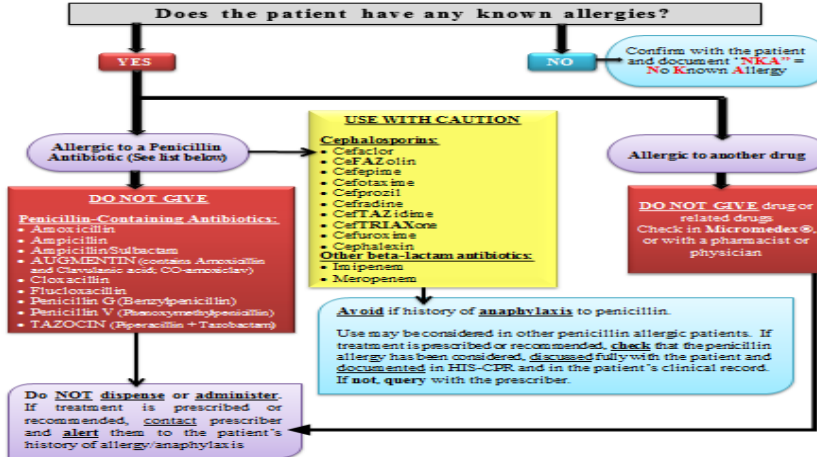 Does the patient have any known allergies?
YES
NO
Confirm with the patient
and document "NKA" =
No Known Allergy
Allergic to a Penicillin
Antibiotic (See list below)
USE WITH CAUTION
Cephalosporins:
• Cefaclor
• CeFAZolin
• Cefepime
• Cefotaxime
• Cefprozil
• Cefradine
• CefTAZidime
• CefTRIAXone
• Cefuroxime
• Cephalexin
Other beta-lactam antibiotics:
• Imipenem
• Meropenem
Allergic to another drug
DO NOT GIVE
Penicillin-Containing Antibiotics:
• Amoxicillin
• Ampicillin
• Ampicillin/Sulbactam
• AUGMENTIN (contains Amoxicillin
and Clavulanic acid; CO-amoxiclav)
• Cloxacillin
• Flucloxacillin
• Penicillin G (Benzylpenicillin)
• Penicillin V (Phenoxymethylpenicillin)
• TAZOCIN (Piperacillin + Tazobactam)
DO NOT GIVE drug or
related drugs
Check in Micromedex®,
or with a pharmacist or
physician
Avoid if history of anaphylaxis to penicillin.
Use may be considered in other penicillin allergic patients. If
treatment is prescribed or recommended, check that the penicillin
allergy has been considered, discussed fully with the patient and
documented in HIS-CPR and in the patient's clinical record.
If not, query with the prescriber.
Do NOT dispense or administer.
If treatment is prescribed or
recommended, contact prescriber
and alert them to the patient's
history of allergy/anaphylaxis